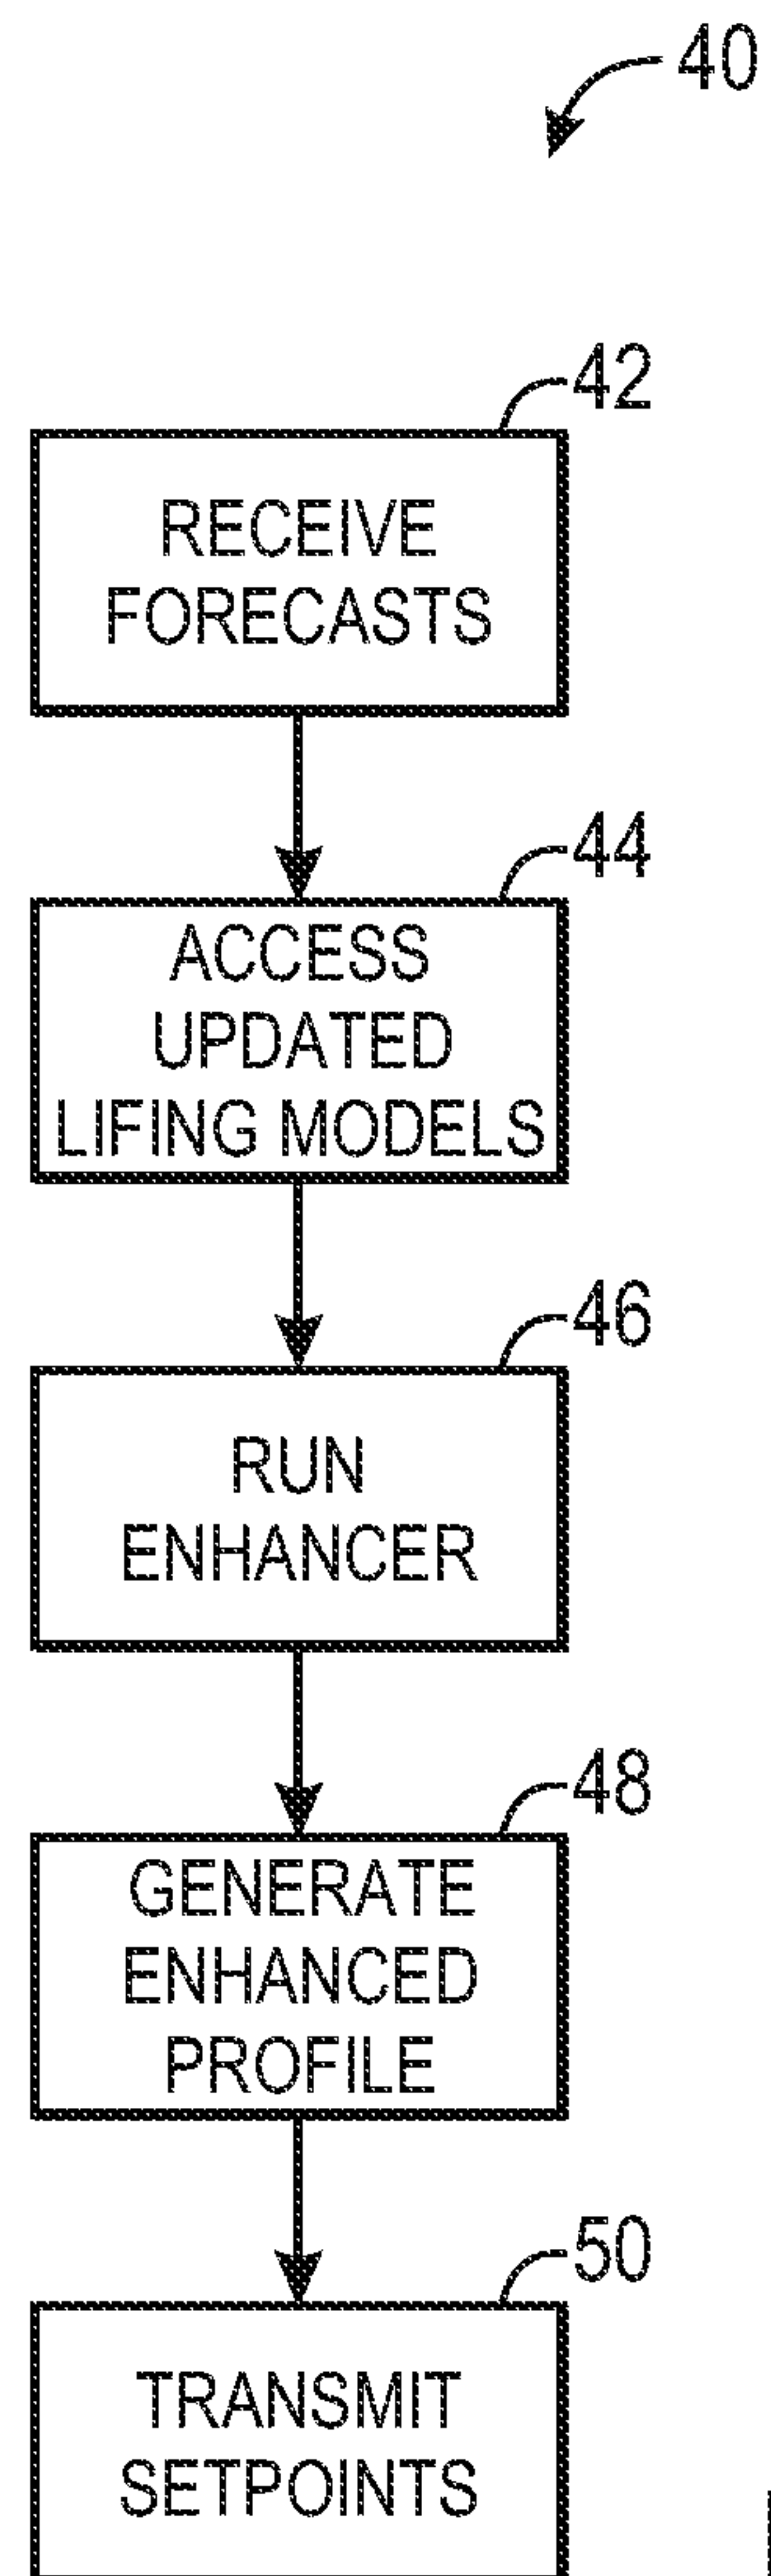 40
42
RECEIVE
FORECASTS
44
ACCESS
UPDATED
LIFING MODELS
46
RUN
ENHANCER
48
GENERATE
ENHANCED
PROFILE
50
TRANSMIT
SETPOINTS